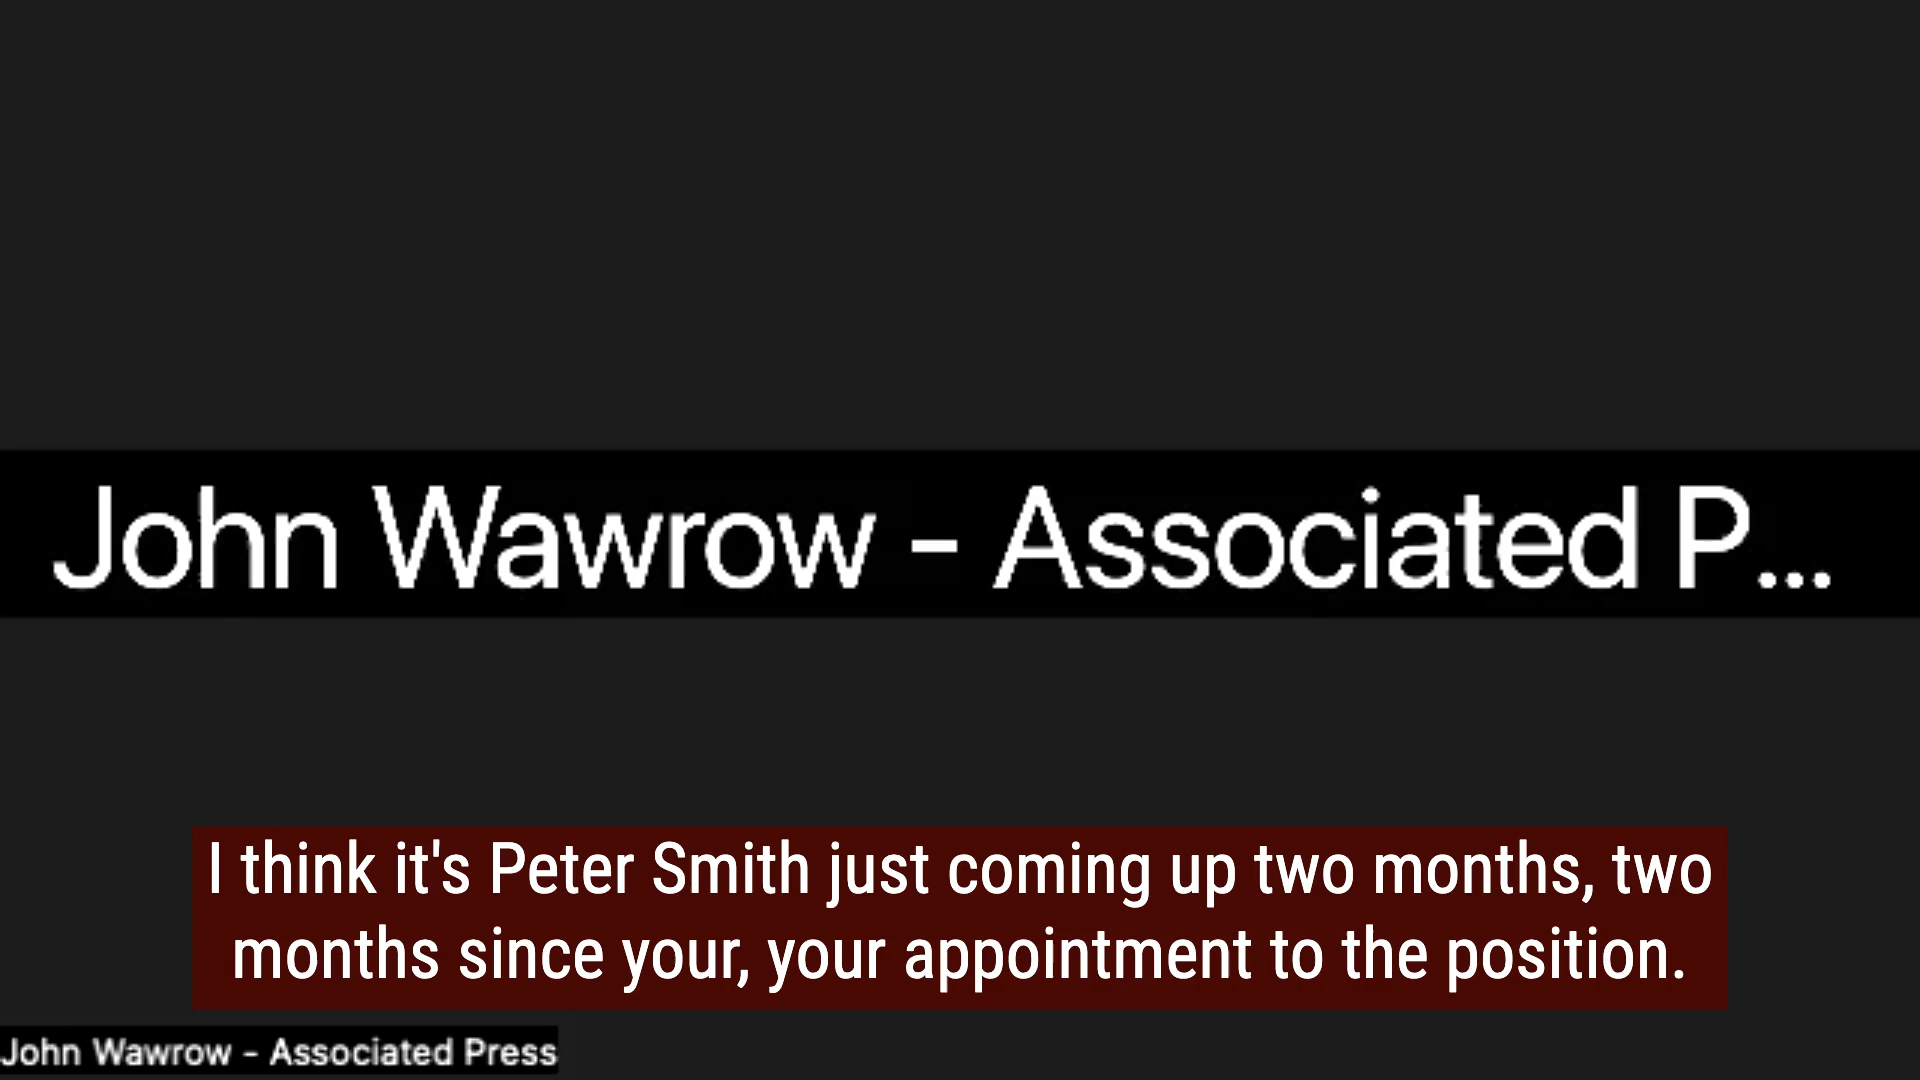 John Wawrow - Associated P...
I think it's Peter Smith just coming up two months, two
months since your, your appointment to the position.
John Wawrow - Associated Press